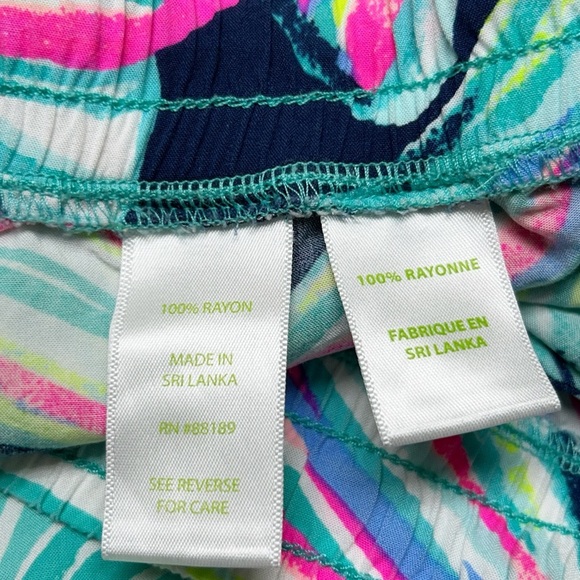 100% RAYON
MADE IN
SRI LANKA
RN #88189
SEE REVERSE
FOR CARE
100% RAYONNE
FABRIQUE EN
SRI LANKA